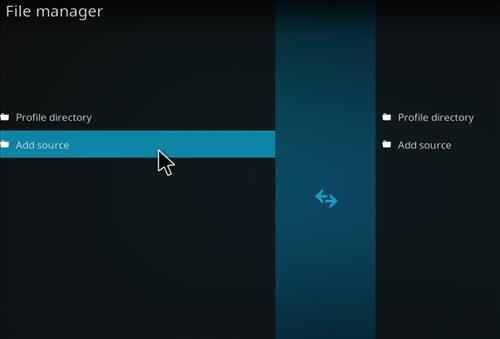 File manager
Profile directory
Add source
Profile directory
Add source